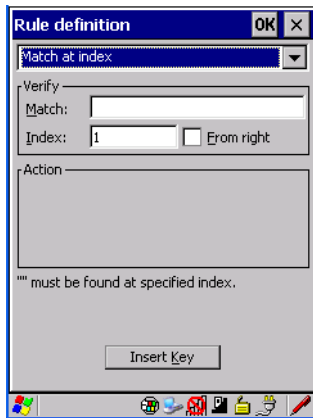 Rule definition OK
Match at index
Verify
Match:
Index: 1 From right
Action
"" must be found at specified index.
Insert Key